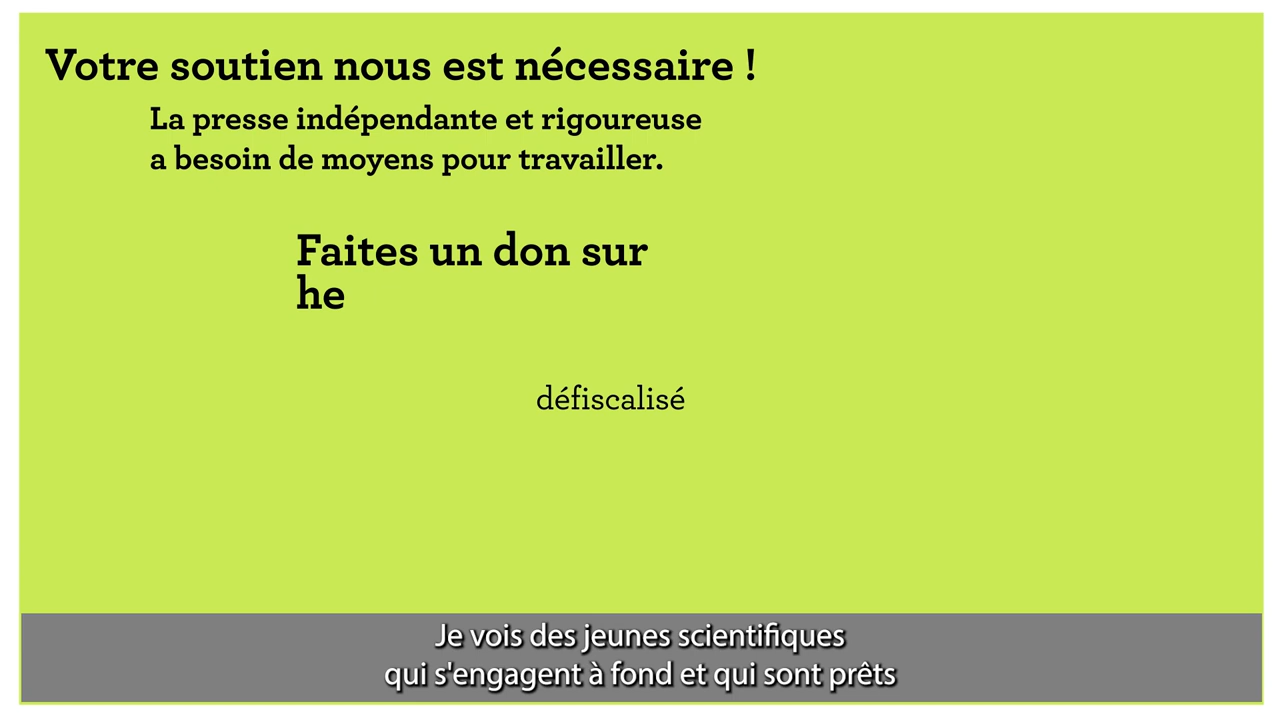 Votre soutien nous est nécessaire !
La presse indépendante et rigoureuse
a besoin de moyens pour travailler.
Faites un don sur
he
défiscalisé
Je vois des jeunes scientifiques
qui s'engagent à fond et qui sont prêts